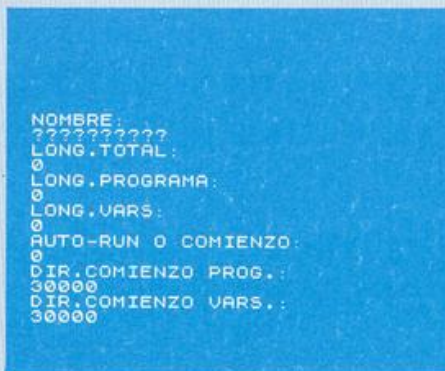 NOMBRE:
??????????
LONG.TOTAL:
0
LONG.PROGRAMA:
0
LONG.VARS:
0
AUTO-RUN O COMIENZO:
0
DIR.COMIENZO PROG.:
30000
DIR.COMIENZO VARS.:
30000